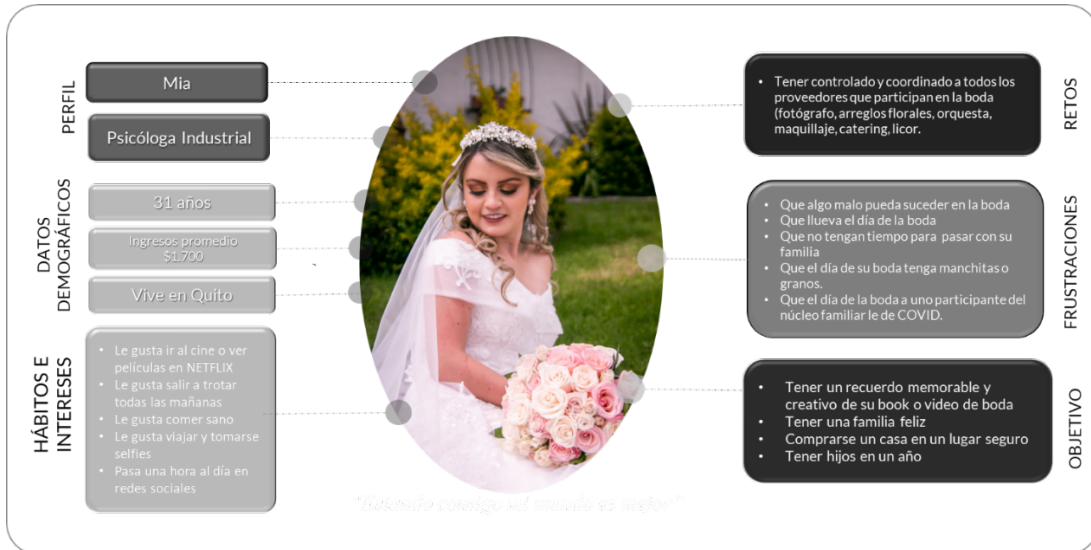 PERFIL
Mia
Psicóloga Industrial
DATOS
DEMOGRÁFICOS
31 años
Ingresos promedio
$1.700
Vive en Quito
HÁBITOS E
INTERESES
• Le gusta ir al cine o ver
películas en NETFLIX
• Le gusta salir a trotar
todas las mañanas
• Le gusta comer sano
• Le gusta viajar y tomarse
selfies
• Pasa una hora al día en
redes sociales
"Estando contigo mi mundo es mejor"
RETOS
• Tener controlado y coordinado a todos los
proveedores que participan en la boda
(fotógrafo, arreglos florales, orquesta,
maquillaje, catering, licor.
FRUSTRACIONES
• Que algo malo pueda suceder en la boda
• Que llueva el día de la boda
• Que no tengan tiempo para pasar con su
familia
• Que el día de su boda tenga manchitas o
granos.
• Que el día de la boda a uno participante del
núcleo familiar le de COVID.
OBJETIVO
• Tener un recuerdo memorable y
creativo de su book o video de boda
• Tener una familia feliz
• Comprarse un casa en un lugar seguro
• Tener hijos en un año